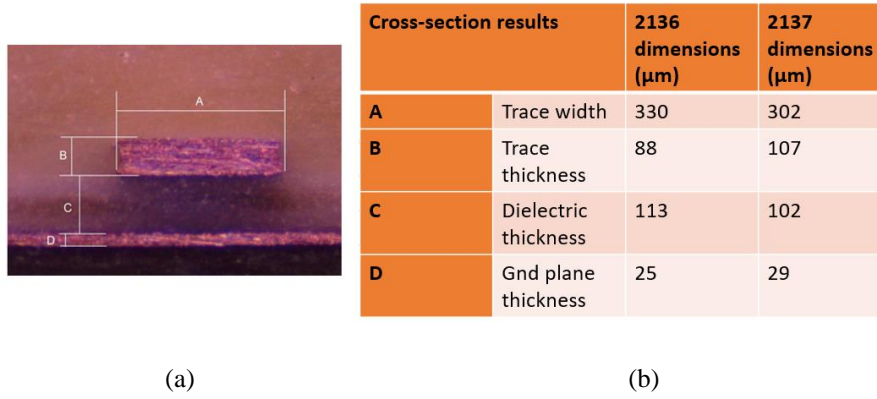 A
B
C
D
Cross-section results 2136 dimensions (µm) 2137 dimensions (µm)
A Trace width 330 302
B Trace thickness 88 107
C Dielectric thickness 113 102
D Gnd plane thickness 25 29
(a) (b)